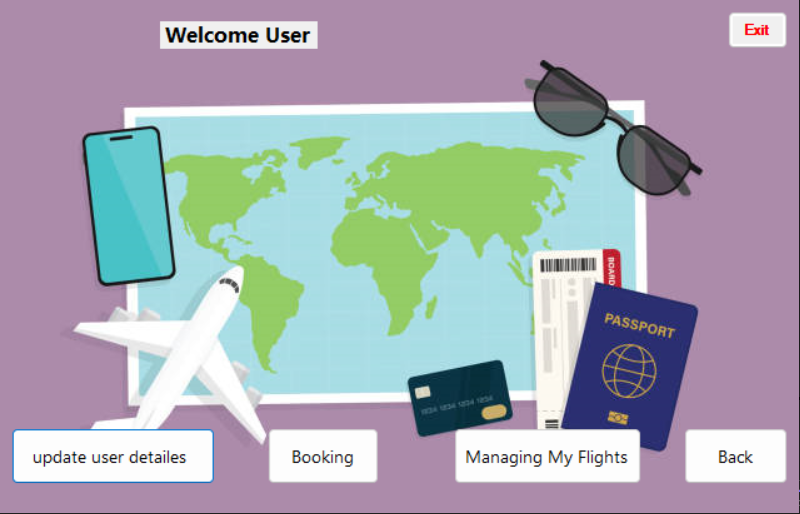 Welcome User
Exit
BOARD
PASSPORT
1234 1234 1234 1234
update user detailes
Booking
Managing My Flights
Back